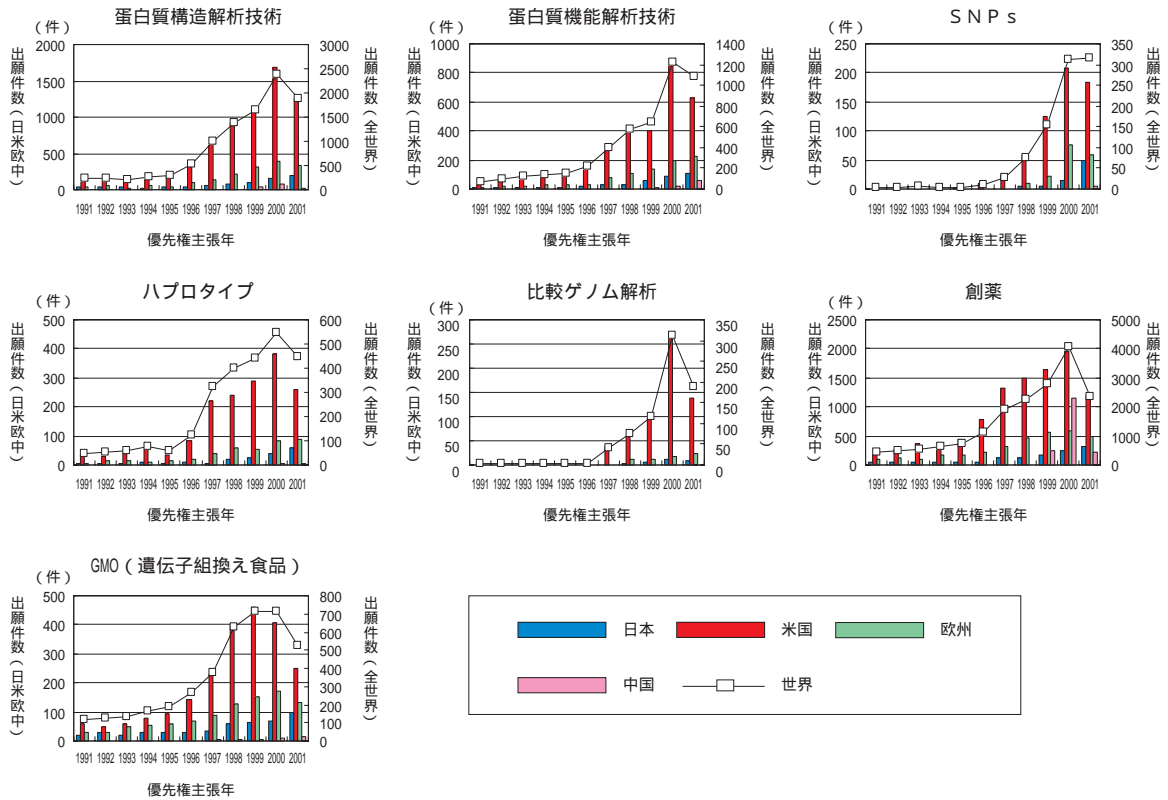 蛋白質構造解析技術
（件）
2000
1500
1000
500
0
3000
2500
2000
1500
1000
500
0
出願件数（日米欧中）
出願件数（全世界）
1991 1992 1993 1994 1995 1996 1997 1998 1999 2000 2001
優先権主張年
蛋白質機能解析技術
（件）
1000
800
600
400
200
0
1400
1200
1000
800
600
400
200
0
出願件数（日米欧中）
出願件数（全世界）
1991 1992 1993 1994 1995 1996 1997 1998 1999 2000 2001
優先権主張年
ＳＮＰｓ
（件）
250
200
150
100
50
0
350
300
250
200
150
100
50
0
出願件数（日米欧中）
出願件数（全世界）
1991 1992 1993 1994 1995 1996 1997 1998 1999 2000 2001
優先権主張年
ハプロタイプ
（件）
500
400
300
200
100
0
600
500
400
300
200
100
0
出願件数（日米欧中）
出願件数（全世界）
1991 1992 1993 1994 1995 1996 1997 1998 1999 2000 2001
優先権主張年
比較ゲノム解析
（件）
300
250
200
150
100
50
0
350
300
250
200
150
100
50
0
出願件数（日米欧中）
出願件数（全世界）
1991 1992 1993 1994 1995 1996 1997 1998 1999 2000 2001
優先権主張年
創薬
（件）
2500
2000
1500
1000
500
0
5000
4000
3000
2000
1000
0
出願件数（日米欧中）
出願件数（全世界）
1991 1992 1993 1994 1995 1996 1997 1998 1999 2000 2001
優先権主張年
GMO（遺伝子組換え食品）
（件）
500
400
300
200
100
0
800
700
600
500
400
300
200
100
0
出願件数（日米欧中）
出願件数（全世界）
1991 1992 1993 1994 1995 1996 1997 1998 1999 2000 2001
優先権主張年
日本 米国 欧州
中国 世界